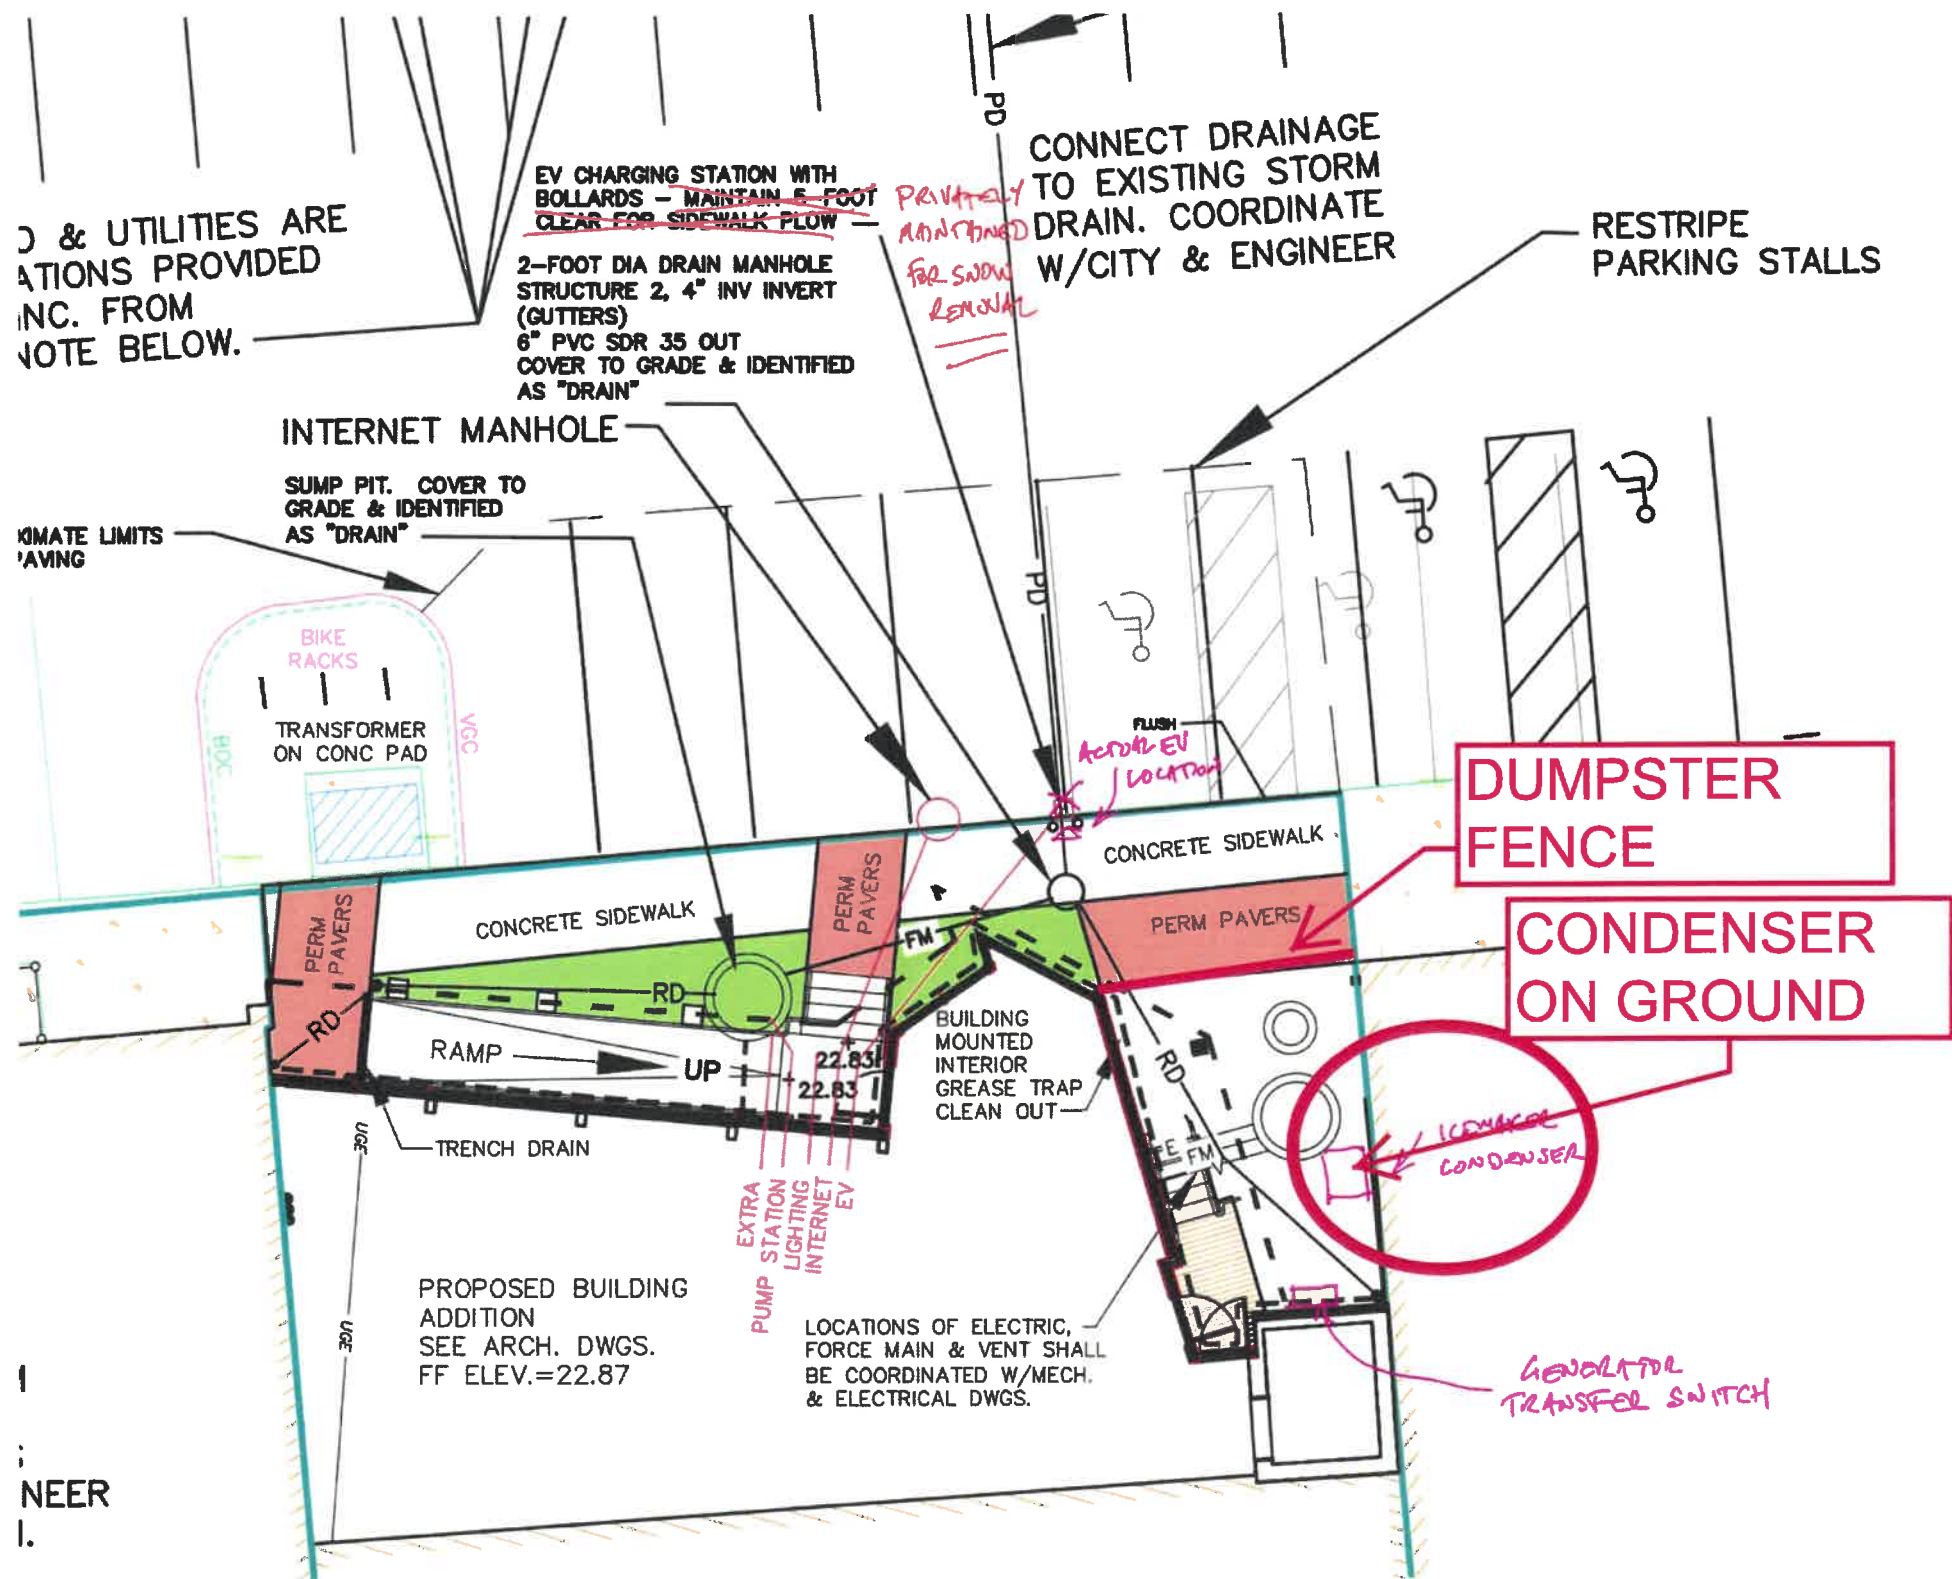 PD
CONNECT DRAINAGE
TO EXISTING STORM
DRAIN. COORDINATE
W/CITY & ENGINEER
EV CHARGING STATION WITH
BOLLARDS – MAINTAIN 5-FOOT
CLEAR FOR SIDEWALK PLOW
PRIVATELY
MAINTAINED
FOR SNOW
REMOVAL
& UTILITIES ARE
ATIONS PROVIDED
INC. FROM
NOTE BELOW.
RESTRIPE
PARKING STALLS
2-FOOT DIA DRAIN MANHOLE
STRUCTURE 2, 4" INV INVERT
(GUTTERS)
6" PVC SDR 35 OUT
COVER TO GRADE & IDENTIFIED
AS "DRAIN"
INTERNET MANHOLE
SUMP PIT. COVER TO
GRADE & IDENTIFIED
AS "DRAIN"
XIMATE LIMITS
PAVING
PD
BIKE
RACKS
TRANSFORMER
ON CONC PAD
VGC
FLUSH
ACTUAL EV
LOCATION
DUMPSTER
FENCE
CONCRETE SIDEWALK
PERM
PAVERS
CONCRETE SIDEWALK
PERM
PAVERS
PERM PAVERS
CONDENSER
ON GROUND
FM
RD
RD
RAMP
UP
22.83
22.83
BUILDING
MOUNTED
INTERIOR
GREASE TRAP
CLEAN OUT
RD
TRENCH DRAIN
UGE
FM
ICEMAKER
CONDENSER
EXTRA
PUMP STATION
LIGHTING
INTERNET
EV
PROPOSED BUILDING
ADDITION
SEE ARCH. DWGS.
FF ELEV.=22.87
UGE
LOCATIONS OF ELECTRIC,
FORCE MAIN & VENT SHALL
BE COORDINATED W/MECH.
& ELECTRICAL DWGS.
GENERATOR
TRANSFER SWITCH
NEER